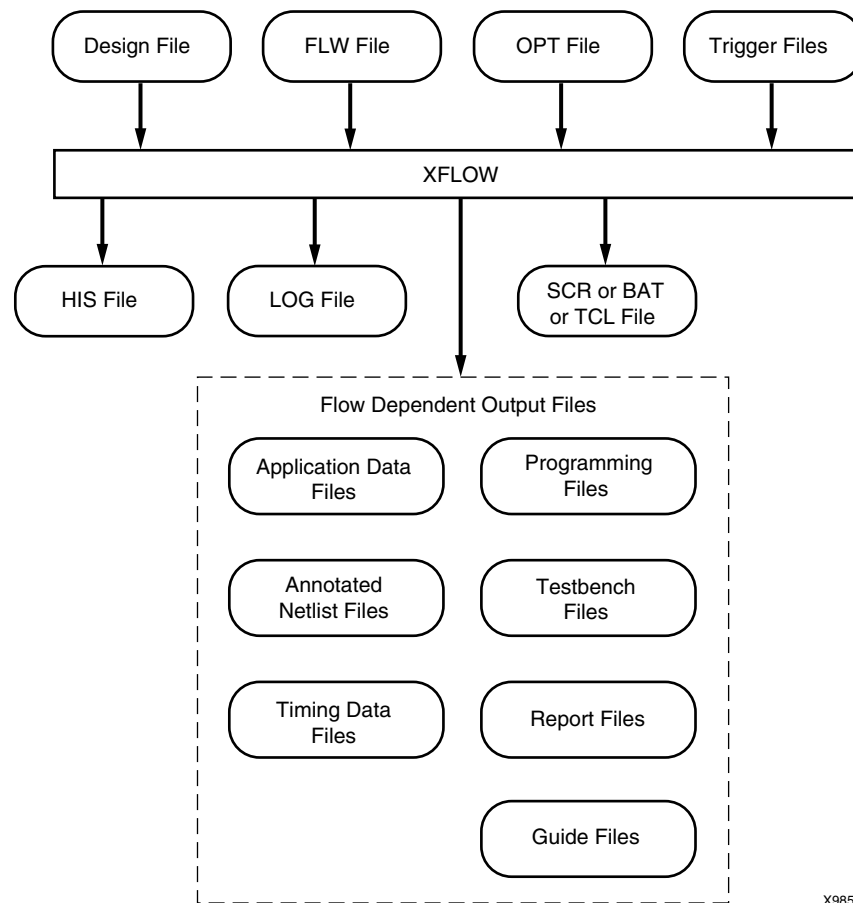 Design File
FLW File
OPT File
Trigger Files
XFLOW
HIS File
LOG File
SCR or BAT
or TCL File
Flow Dependent Output Files
Application Data
Files
Programming
Files
Annotated
Netlist Files
Testbench
Files
Timing Data
Files
Report Files
Guide Files
X985